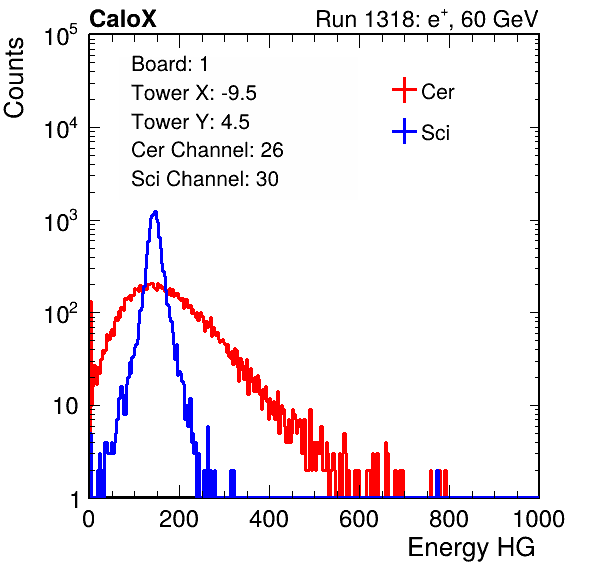 CaloX Run 1318: e⁺, 60 GeV
Counts
Board: 1
Tower X: -9.5
Tower Y: 4.5
Cer Channel: 26
Sci Channel: 30
Cer
Sci
10⁵
10⁴
10³
10²
10
1
0 200 400 600 800 1000
Energy HG